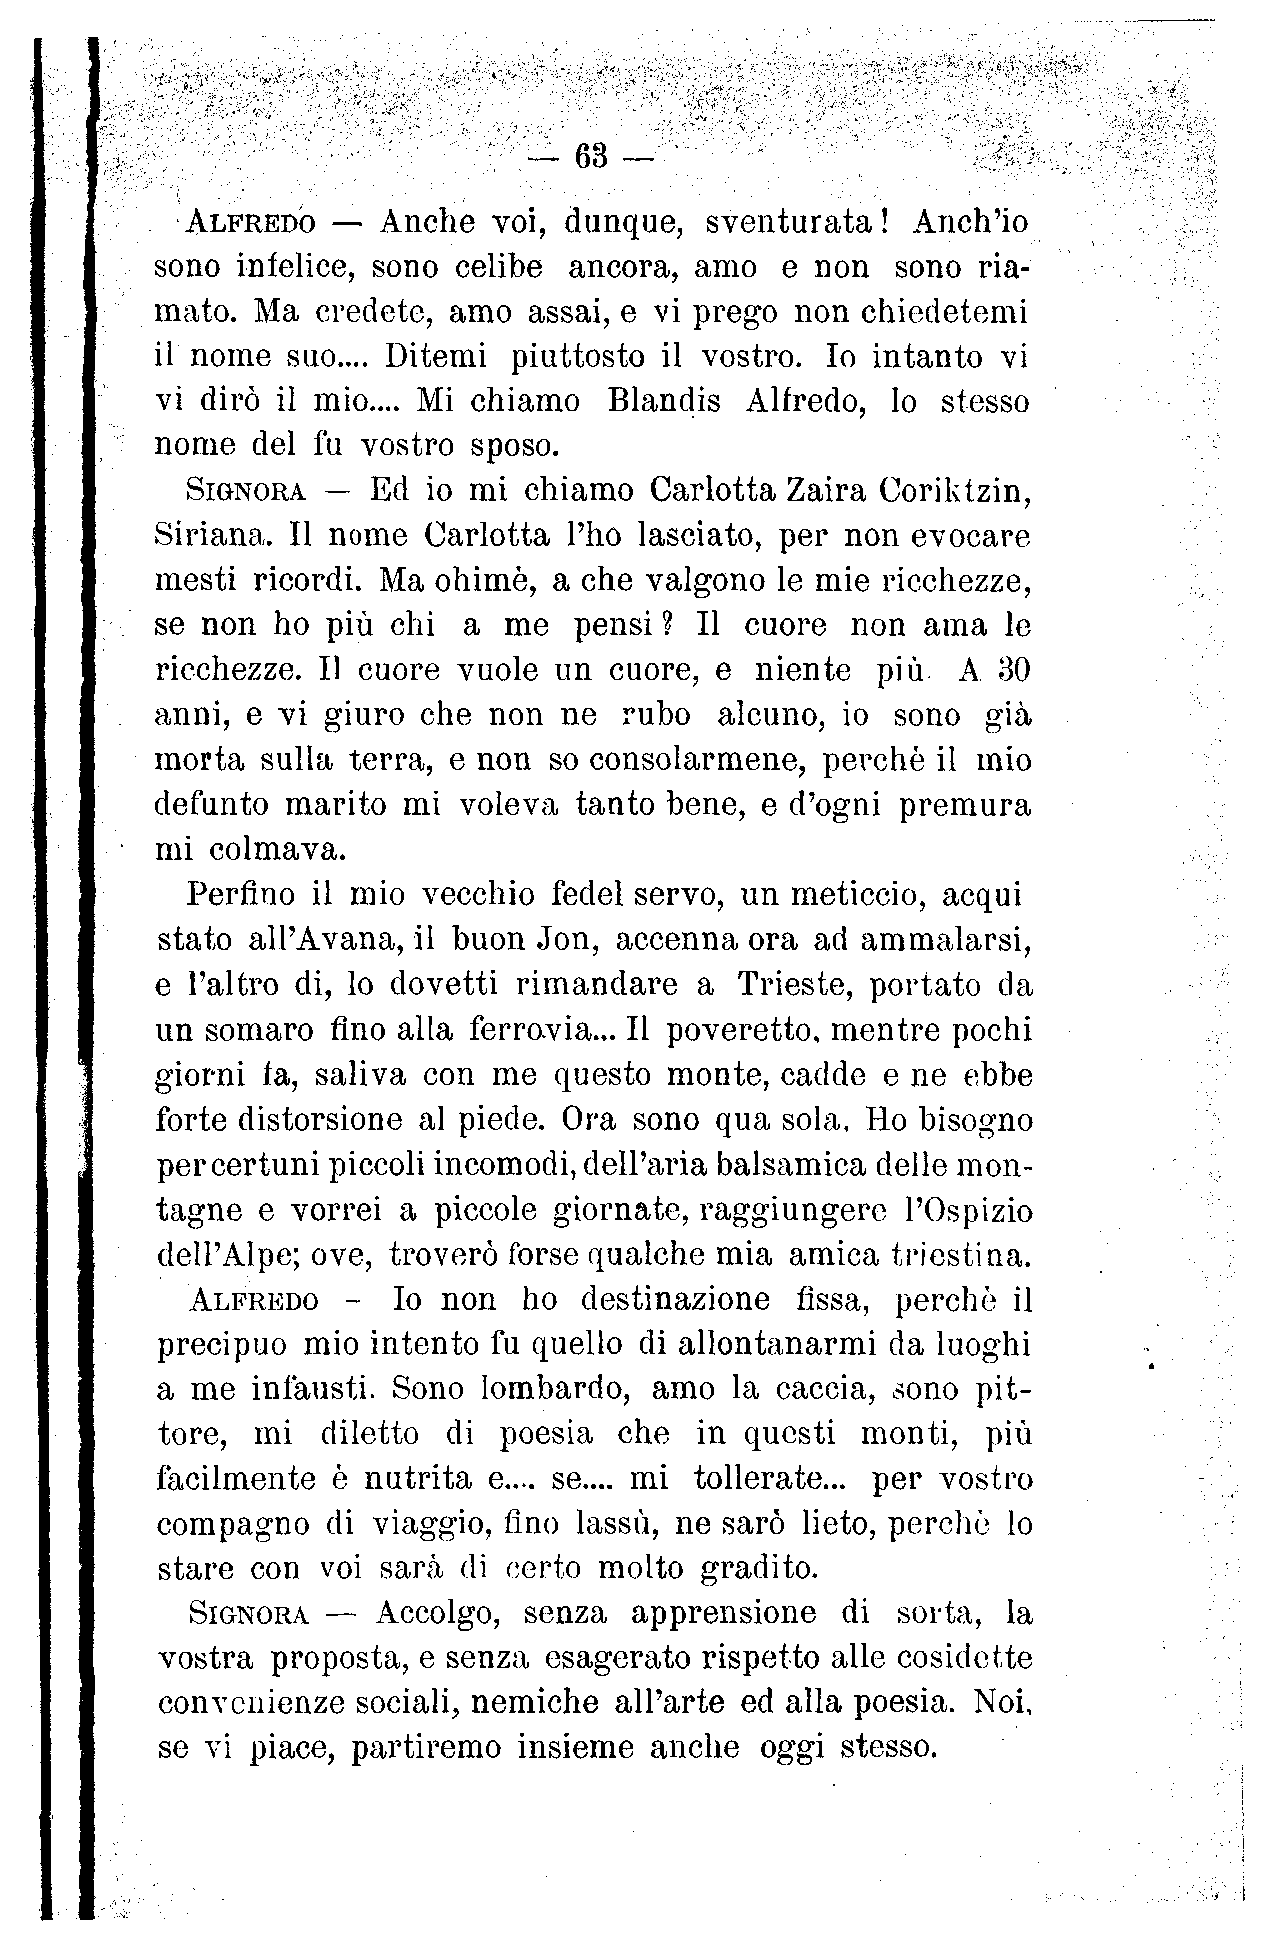 — 63 —
ALFREDO — Anche voi, dunque, sventurata! Anch'io
sono infelice, sono celibe ancora, amo e non sono ria-
mato. Ma credete, amo assai, e vi prego non chiedetemi
il nome suo.... Ditemi piuttosto il vostro. Io intanto vi
vi dirò il mio.... Mi chiamo Blandis Alfredo, lo stesso
nome del fu vostro sposo.
SIGNORA — Ed io mi chiamo Carlotta Zaira Coriktzin,
Siriana. Il nome Carlotta l'ho lasciato, per non evocare
mesti ricordi. Ma ohimè, a che valgono le mie ricchezze,
se non ho più chi a me pensi? Il cuore non ama le
ricchezze. Il cuore vuole un cuore, e niente più. A 30
anni, e vi giuro che non ne rubo alcuno, io sono già
morta sulla terra, e non so consolarmene, perchè il mio
defunto marito mi voleva tanto bene, e d'ogni premura
mi colmava.
Perfino il mio vecchio fedel servo, un meticcio, acqui
stato all'Avana, il buon Jon, accenna ora ad ammalarsi,
e l'altro di, lo dovetti rimandare a Trieste, portato da
un somaro fino alla ferrovia... Il poveretto, mentre pochi
giorni fa, saliva con me questo monte, cadde e ne ebbe
forte distorsione al piede. Ora sono qua sola. Ho bisogno
per certuni piccoli incomodi, dell'aria balsamica delle mon-
tagne e vorrei a piccole giornate, raggiungere l'Ospizio
dell'Alpe; ove, troverò forse qualche mia amica triestina.
ALFREDO - Io non ho destinazione fissa, perchè il
precipuo mio intento fu quello di allontanarmi da luoghi
a me infausti. Sono lombardo, amo la caccia, sono pit-
tore, mi diletto di poesia che in questi monti, più
facilmente è nutrita e.... se.... mi tollerate... per vostro
compagno di viaggio, fino lassù, ne sarò lieto, perchè lo
stare con voi sarà di certo molto gradito.
SIGNORA — Accolgo, senza apprensione di sorta, la
vostra proposta, e senza esagerato rispetto alle cosidette
convenienze sociali, nemiche all'arte ed alla poesia. Noi,
se vi piace, partiremo insieme anche oggi stesso.